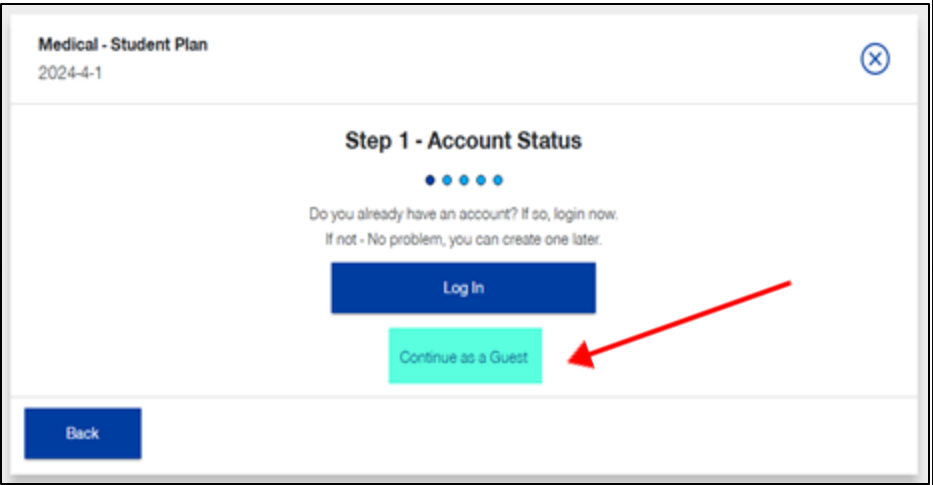 Medical - Student Plan
2024-4-1
Step 1 - Account Status
Do you already have an account? If so, login now.
If not - No problem, you can create one later.
Log In
Continue as a Guest
Back